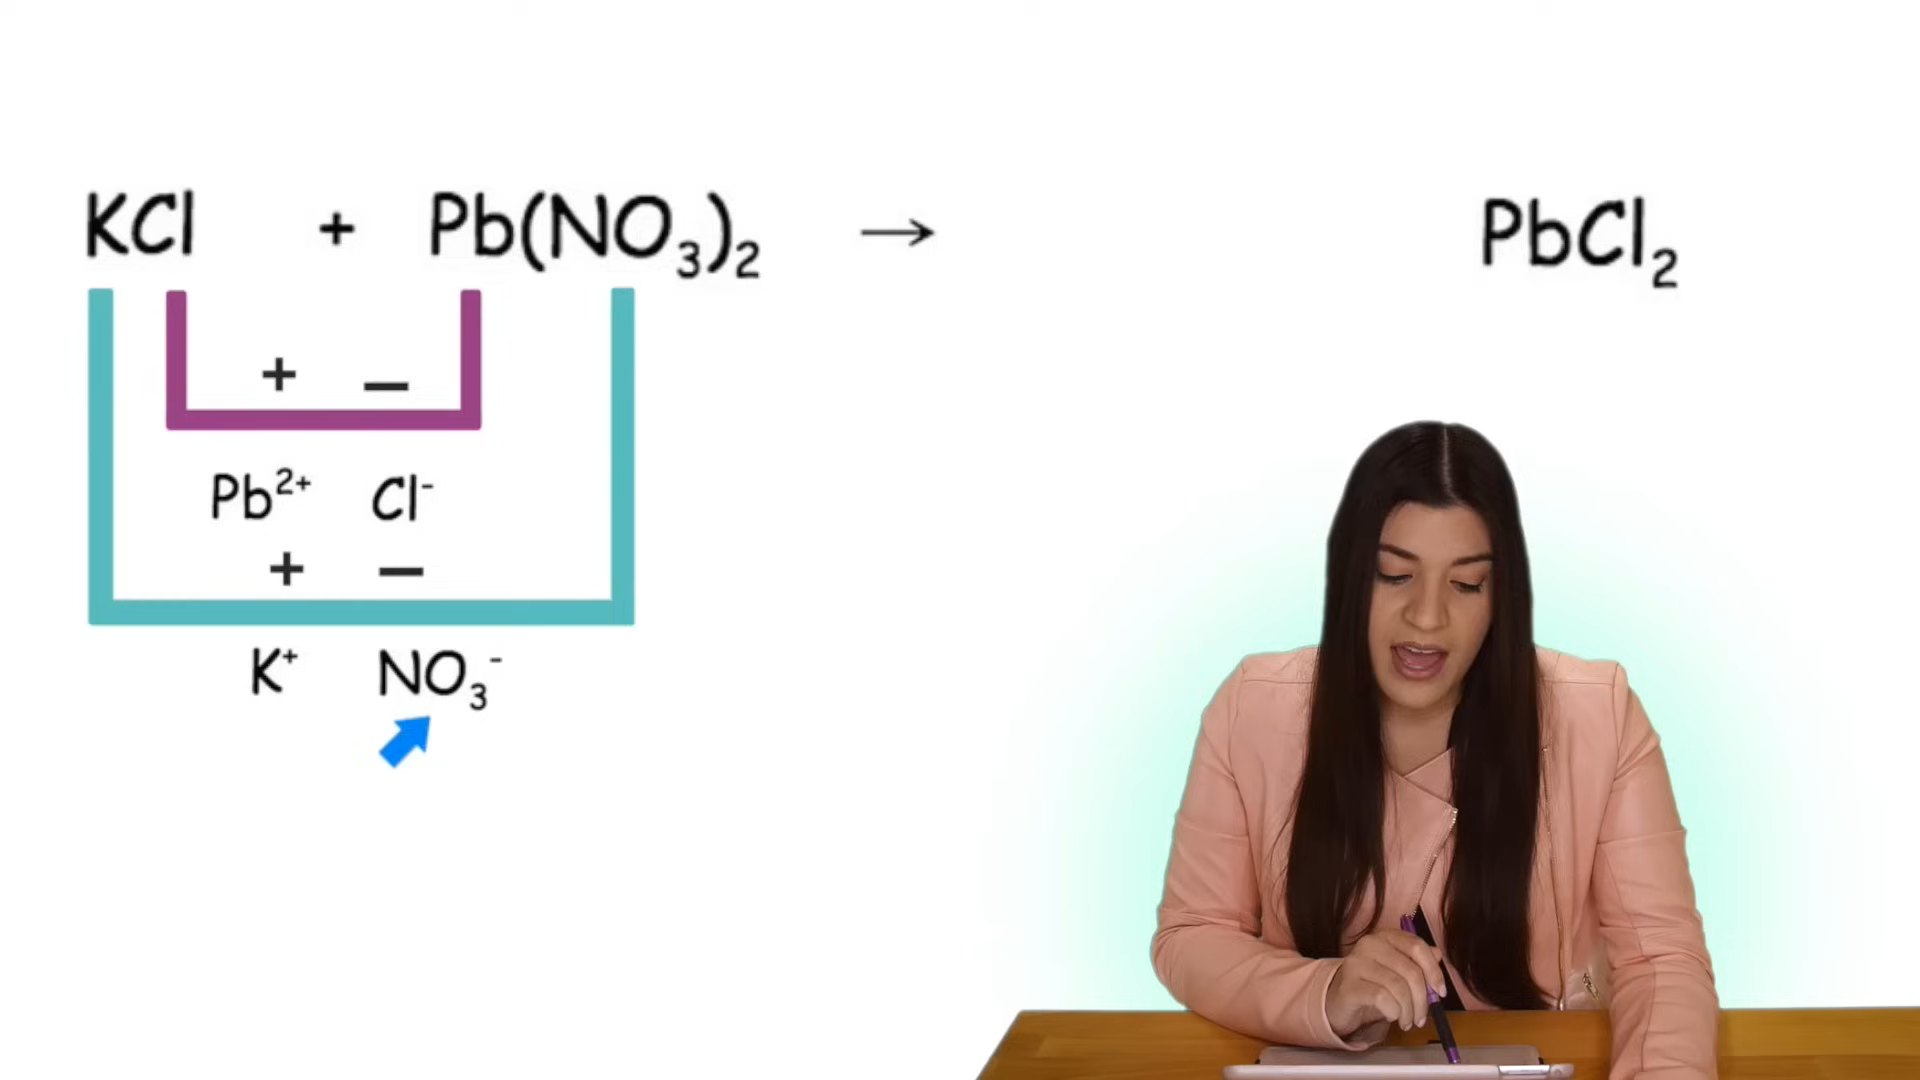 KCl + Pb(NO₃)₂ → PbCl₂
+ −
Pb²⁺ Cl⁻
+ −
K⁺ NO₃⁻